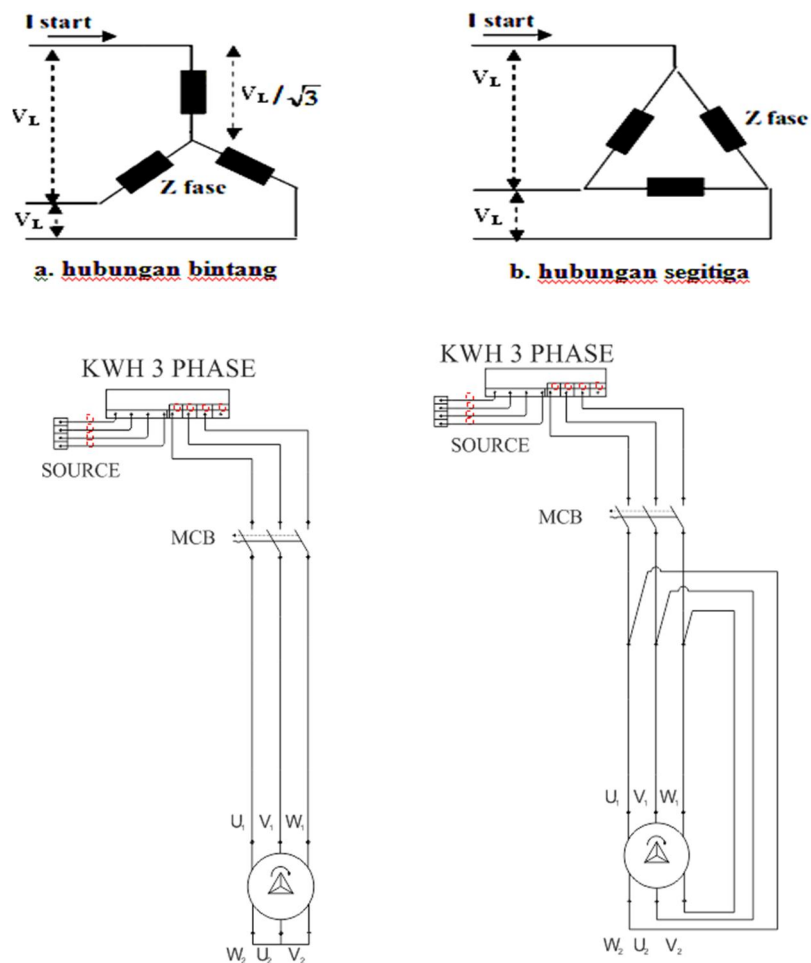 I start
V_L
V_L/√3
Z fase
V_L
a. hubungan bintang
I start
V_L
Z fase
V_L
b. hubungan segitiga
KWH 3 PHASE
SOURCE
MCB
U₁ V₁ W₁
W₂ U₂ V₂
KWH 3 PHASE
SOURCE
MCB
U₁ V₁ W₁
W₂ U₂ V₂